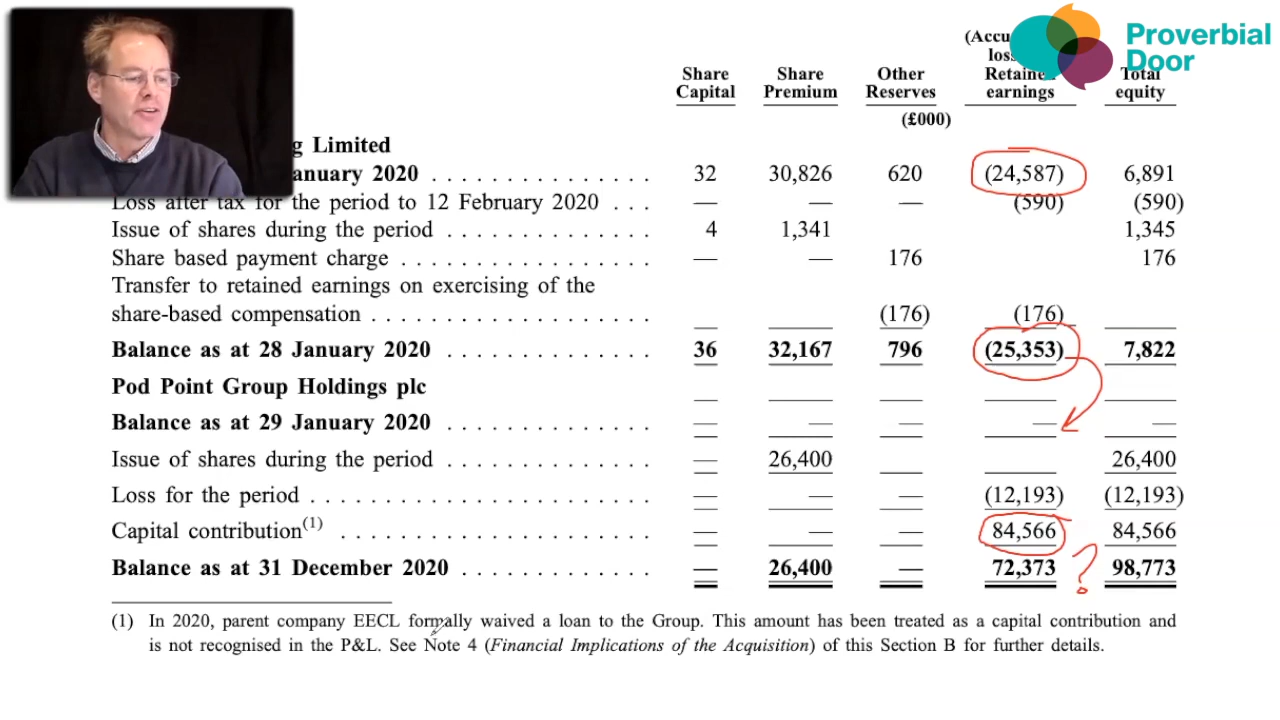 Proverbial
Door
(Accu
los
Share Share Other Retaine Total
Capital Premium Reserves earnings equity
(£000)
g Limited
anuary 2020 . . . . . . . . . . . . . . . 32 30,826 620 (24,587) 6,891
Loss after tax for the period to 12 February 2020 . . . — — — (590) (590)
Issue of shares during the period . . . . . . . . . . . . . . 4 1,341 1,345
Share based payment charge . . . . . . . . . . . . . . . . . — — 176 176
Transfer to retained earnings on exercising of the
share-based compensation . . . . . . . . . . . . . . . . . . . (176) (176)
Balance as at 28 January 2020 . . . . . . . . . . . . . . 36 32,167 796 (25,353) 7,822
Pod Point Group Holdings plc
Balance as at 29 January 2020 . . . . . . . . . . . . . . — — — — —
Issue of shares during the period . . . . . . . . . . . . . . — 26,400 26,400
Loss for the period . . . . . . . . . . . . . . . . . . . . . . . — — — (12,193) (12,193)
Capital contribution(1) . . . . . . . . . . . . . . . . . . . . . — — — 84,566 84,566
Balance as at 31 December 2020 . . . . . . . . . . . . . — 26,400 — 72,373 ? 98,773
(1) In 2020, parent company EECL formally waived a loan to the Group. This amount has been treated as a capital contribution and
is not recognised in the P&L. See Note 4 (Financial Implications of the Acquisition) of this Section B for further details.